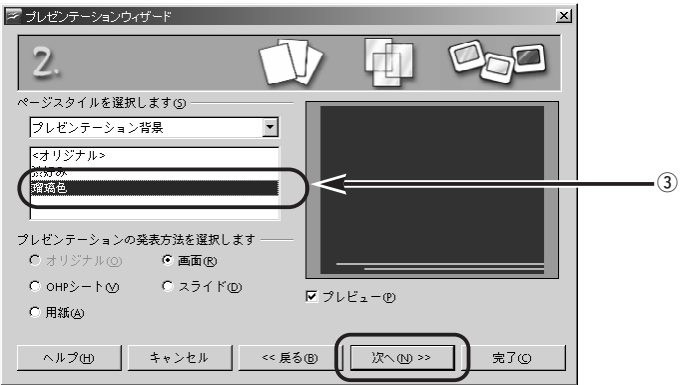 プレゼンテーションウィザード
2.
ページスタイルを選択します(S)
プレゼンテーション背景
<オリジナル>
渋好み
瑠璃色
③
プレゼンテーションの発表方法を選択します
オリジナル(O)
画面(R)
OHPシート(V)
スライド(D)
用紙(A)
プレビュー(P)
ヘルプ(H)
キャンセル
<< 戻る(B)
次へ(N) >>
完了(C)